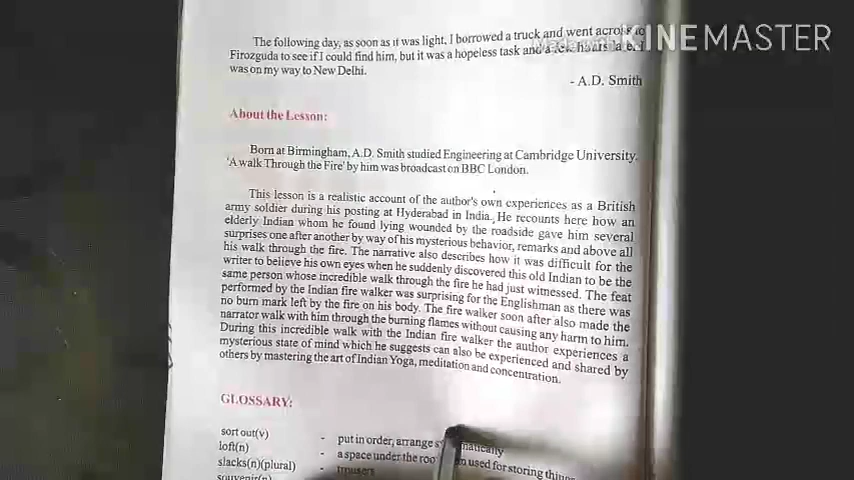 KINEMASTER
The following day, as soon as it was light, I borrowed a truck and went across to
Firozguda to see if I could find him, but it was a hopeless task and a few hours later I
was on my way to New Delhi.
- A.D. Smith
About the Lesson:
Born at Birmingham, A.D. Smith studied Engineering at Cambridge University.
'A walk Through the Fire' by him was broadcast on BBC London.
This lesson is a realistic account of the author's own experiences as a British
army soldier during his posting at Hyderabad in India. He recounts here how an
elderly Indian whom he found lying wounded by the roadside gave him several
surprises one after another by way of his mysterious behavior, remarks and above all
his walk through the fire. The narrative also describes how it was difficult for the
writer to believe his own eyes when he suddenly discovered this old Indian to be the
same person whose incredible walk through the fire he had just witnessed. The feat
performed by the Indian fire walker was surprising for the Englishman as there was
no burn mark left by the fire on his body. The fire walker soon after also made the
narrator walk with him through the burning flames without causing any harm to him.
During this incredible walk with the Indian fire walker the author experiences a
mysterious state of mind which he suggests can also be experienced and shared by
others by mastering the art of Indian Yoga, meditation and concentration.
GLOSSARY:
sort out(v) - put in order, arrange s matically
loft(n) - a space under the roo used for storing things
slacks(n)(plural) - trousers
souvenir(n)